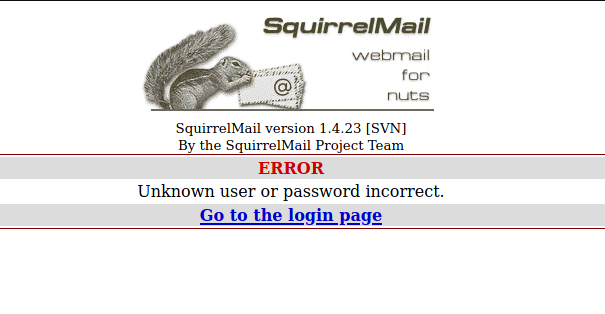 SquirrelMail
webmail
for
nuts
@
SquirrelMail version 1.4.23 [SVN]
By the SquirrelMail Project Team
ERROR
Unknown user or password incorrect.
Go to the login page